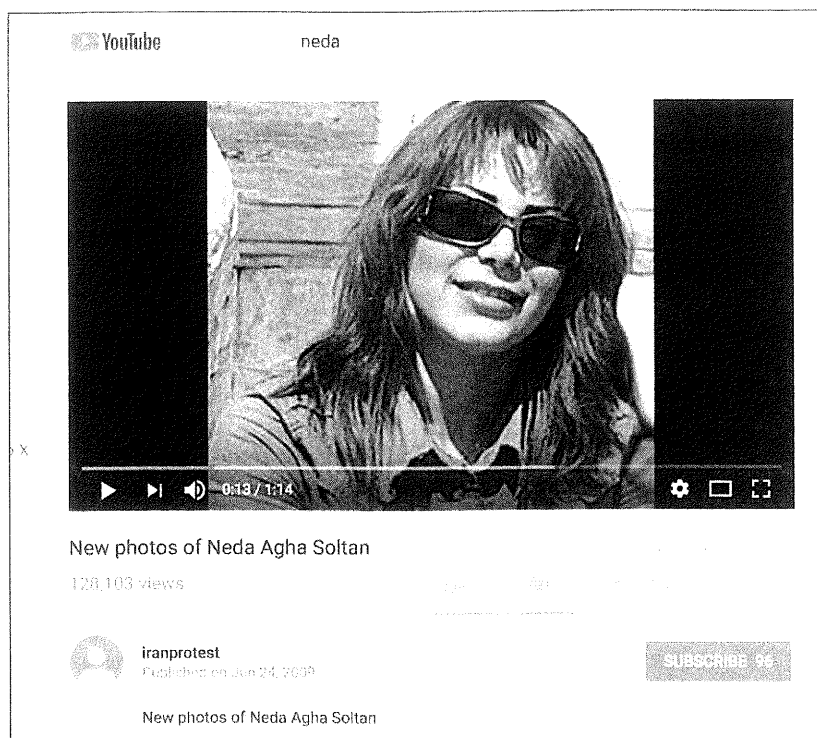 YouTube
neda
X
0:13 / 1:14
New photos of Neda Agha Soltan
128,103 views
iranprotest
Published on Jun 24, 2009
SUBSCRIBE 96
New photos of Neda Agha Soltan